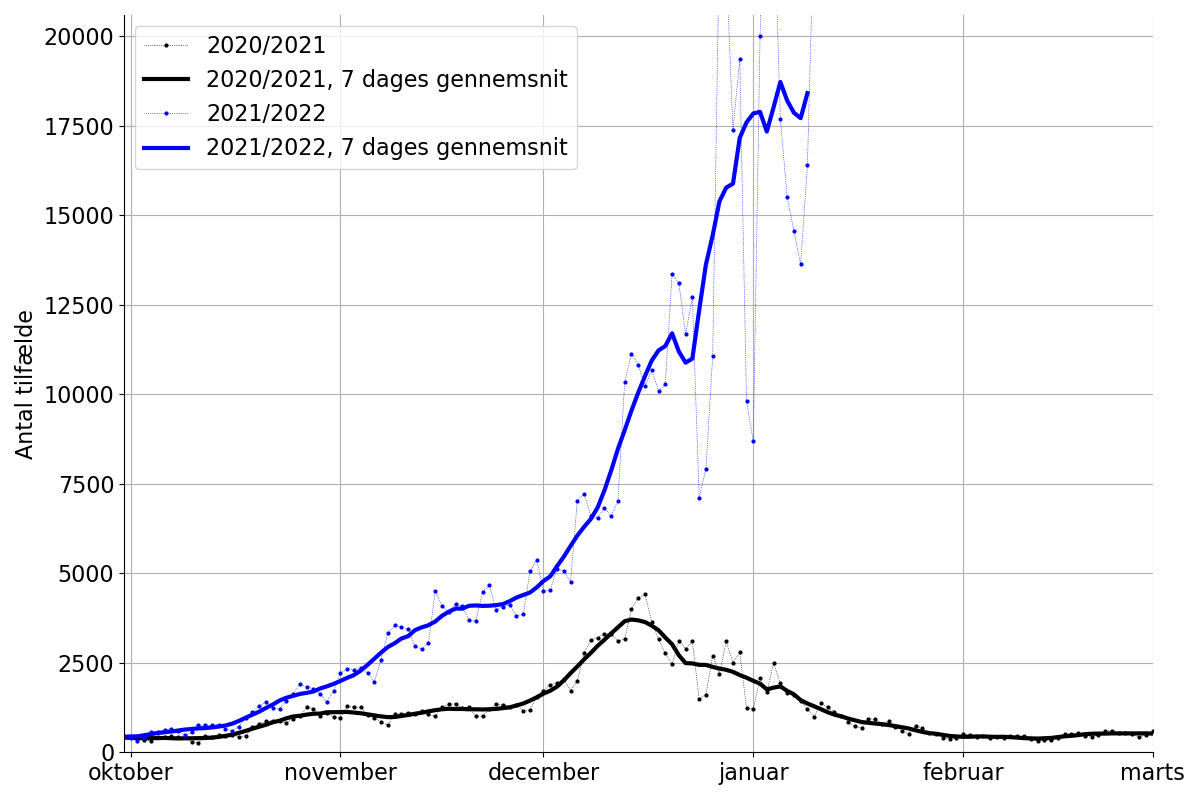 2020/2021
2020/2021, 7 dages gennemsnit
2021/2022
2021/2022, 7 dages gennemsnit
Antal tilfælde
20000
17500
15000
12500
10000
7500
5000
2500
0
oktober november december januar februar marts